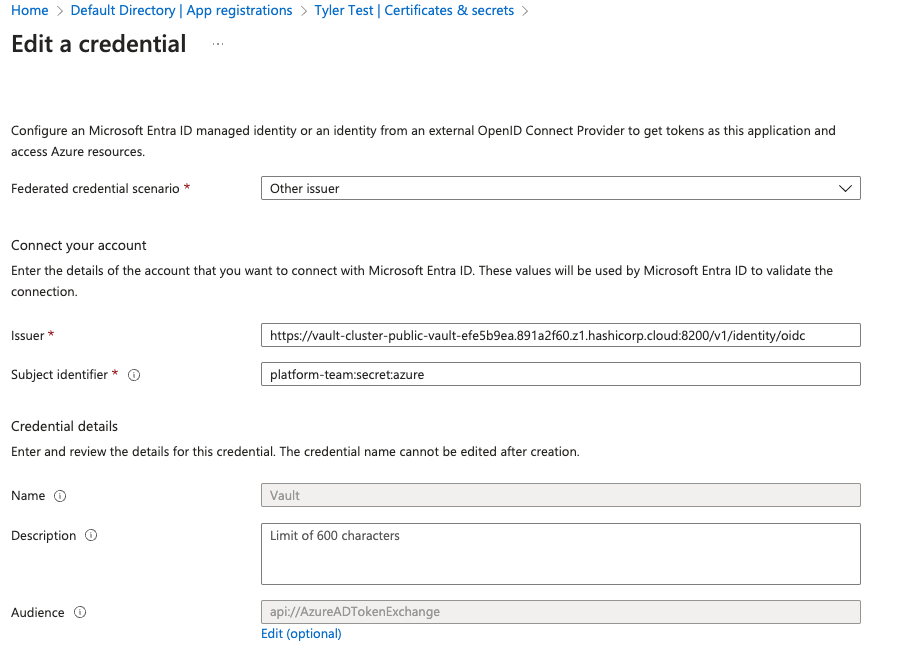 Home > Default Directory | App registrations > Tyler Test | Certificates & secrets >
Edit a credential ...
Configure an Microsoft Entra ID managed identity or an identity from an external OpenID Connect Provider to get tokens as this application and
access Azure resources.
Federated credential scenario * Other issuer
Connect your account
Enter the details of the account that you want to connect with Microsoft Entra ID. These values will be used by Microsoft Entra ID to validate the
connection.
Issuer * https://vault-cluster-public-vault-efe5b9ea.891a2f60.z1.hashicorp.cloud:8200/v1/identity/oidc
Subject identifier * platform-team:secret:azure
Credential details
Enter and review the details for this credential. The credential name cannot be edited after creation.
Name Vault
Description Limit of 600 characters
Audience api://AzureADTokenExchange
Edit (optional)